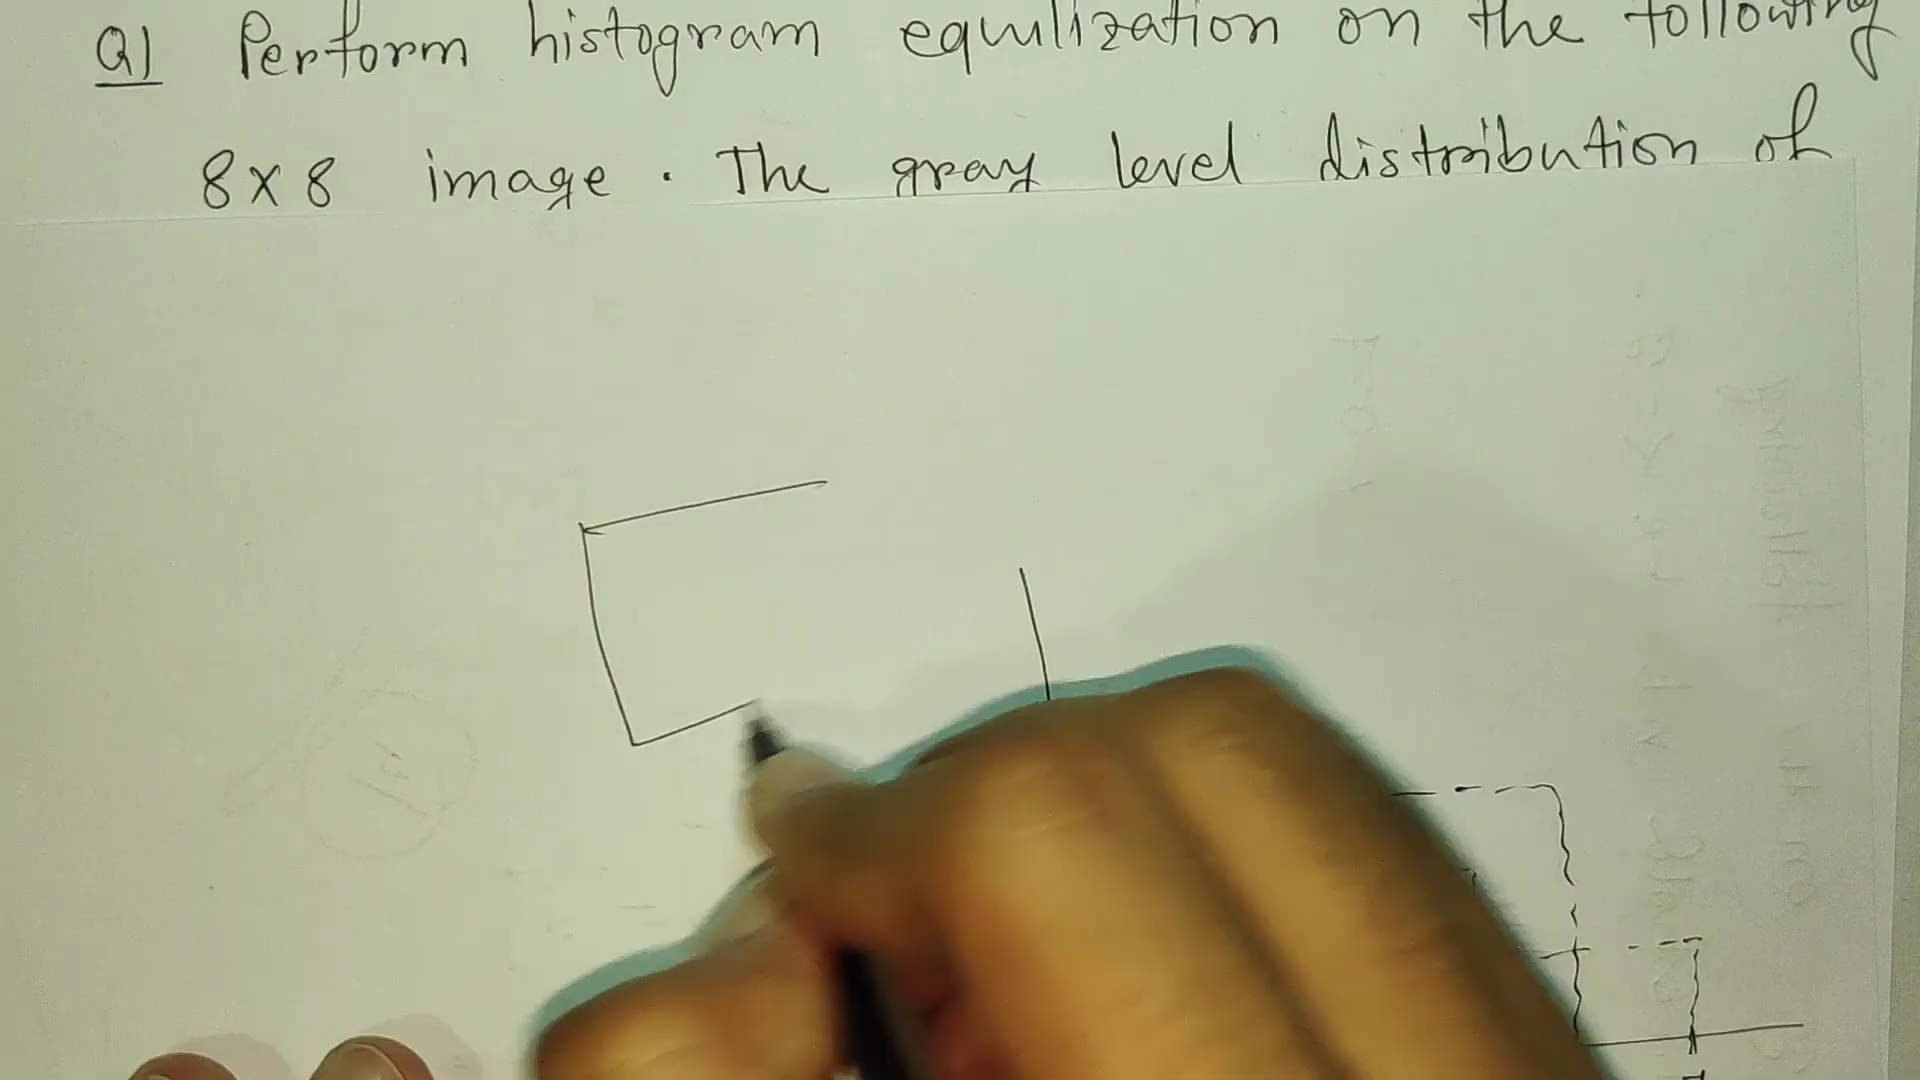 Q1 Perform histogram equilization on the following
8x8 image. The gray level distribution of